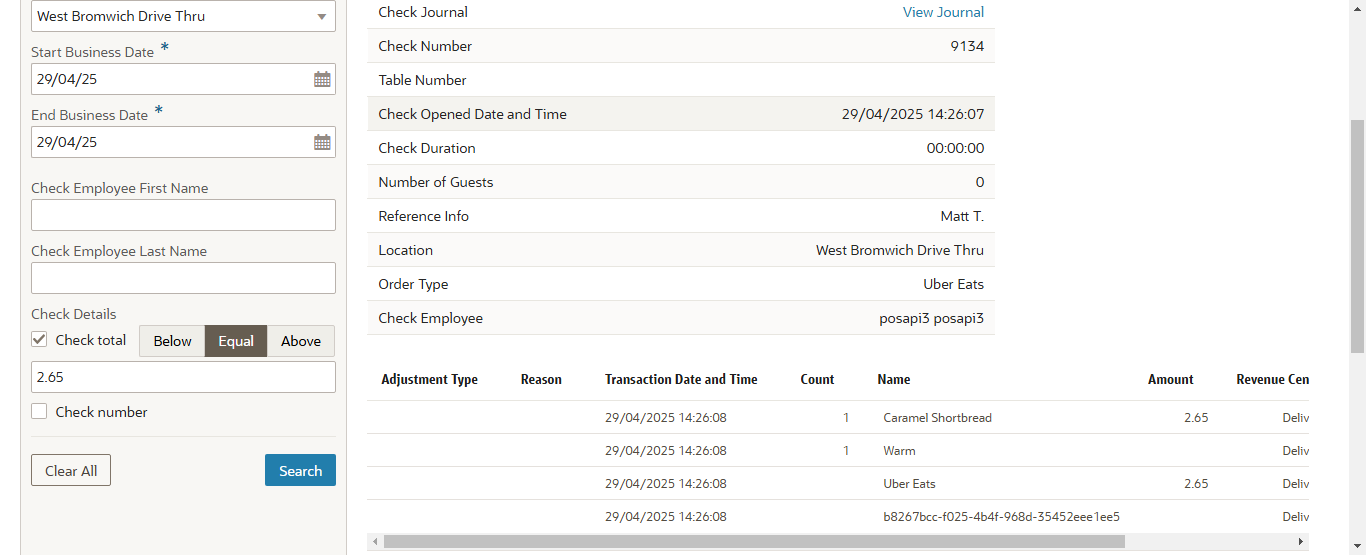 West Bromwich Drive Thru
Start Business Date *
29/04/25
End Business Date *
29/04/25
Check Employee First Name
Check Employee Last Name
Check Details
Check total Below Equal Above
2.65
Check number
Clear All Search
Check Journal View Journal
Check Number 9134
Table Number
Check Opened Date and Time 29/04/2025 14:26:07
Check Duration 00:00:00
Number of Guests 0
Reference Info Matt T.
Location West Bromwich Drive Thru
Order Type Uber Eats
Check Employee posapi3 posapi3
Adjustment Type Reason Transaction Date and Time Count Name Amount Revenue Cen
29/04/2025 14:26:08 1 Caramel Shortbread 2.65 Deliv
29/04/2025 14:26:08 1 Warm Deliv
29/04/2025 14:26:08 Uber Eats 2.65 Deliv
29/04/2025 14:26:08 b8267bcc-f025-4b4f-968d-35452eee1ee5 Deliv